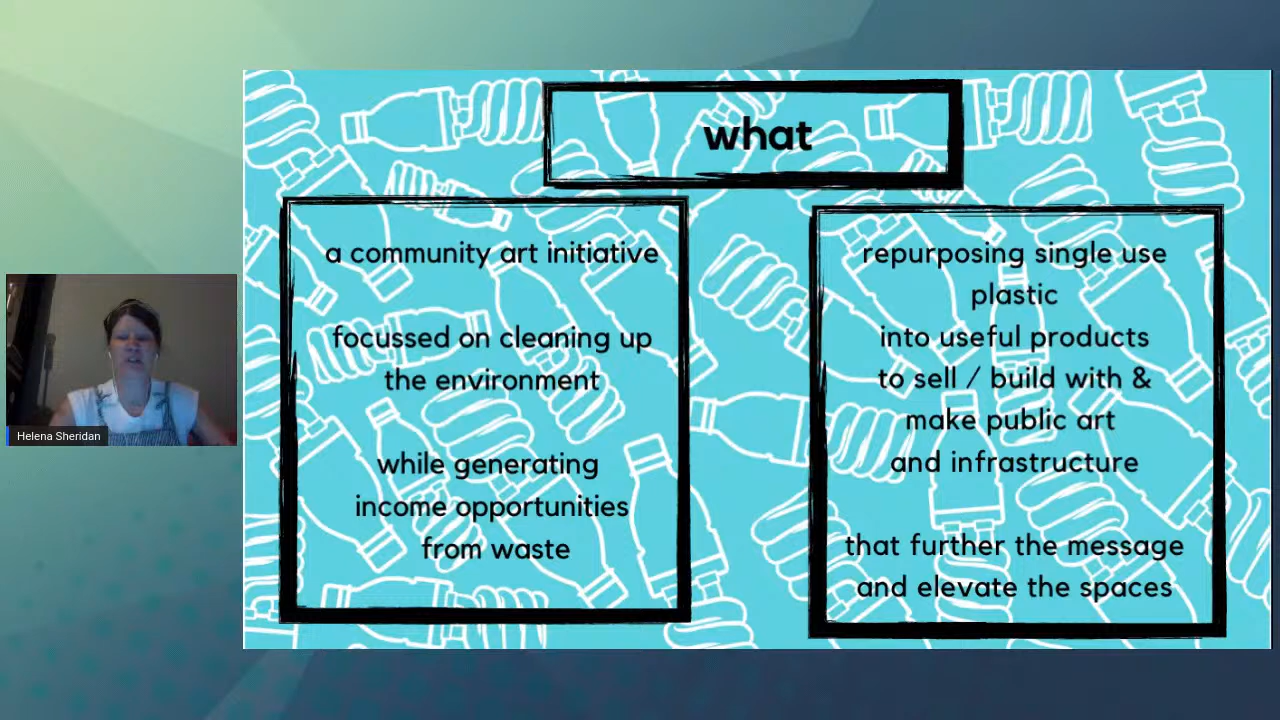 what
a community art initiative
focussed on cleaning up
the environment
while generating
income opportunities
from waste
repurposing single use
plastic
into useful products
to sell / build with &
make public art
and infrastructure
that further the message
and elevate the spaces
Helena Sheridan